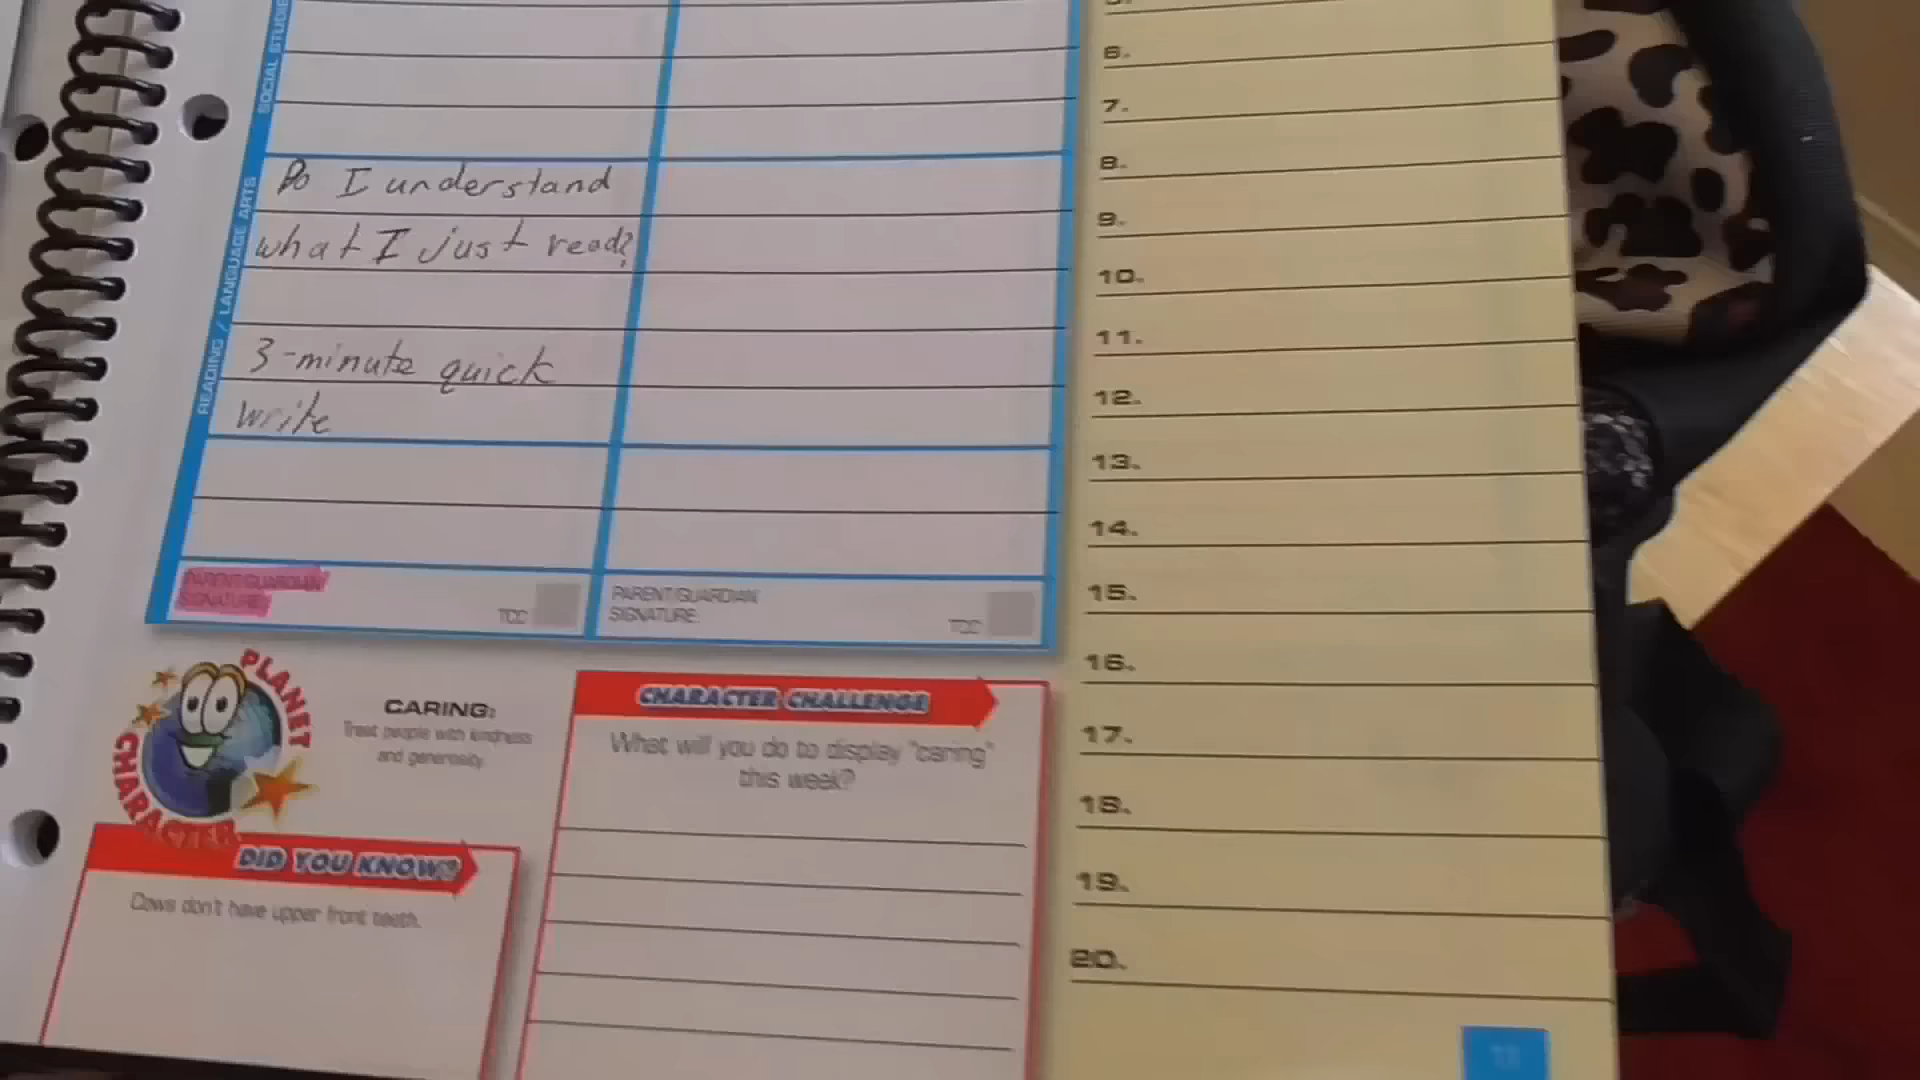 SOCIAL STUDIE
READING / LANGUAGE ARTS
Do I understand
what I just read?
3-minute quick
write
PARENT/GUARDIAN
SIGNATURE:
TCC
PARENT/GUARDIAN
SIGNATURE:
TCC
PLANET
CHARACTER
CARING:
Treat people with kindness
and generosity.
DID YOU KNOW?
Cows don't have upper front teeth.
CHARACTER CHALLENGE
What will you do to display "caring"
this week?
6.
7.
8.
9.
10.
11.
12.
13.
14.
15.
16.
17.
18.
19.
20.